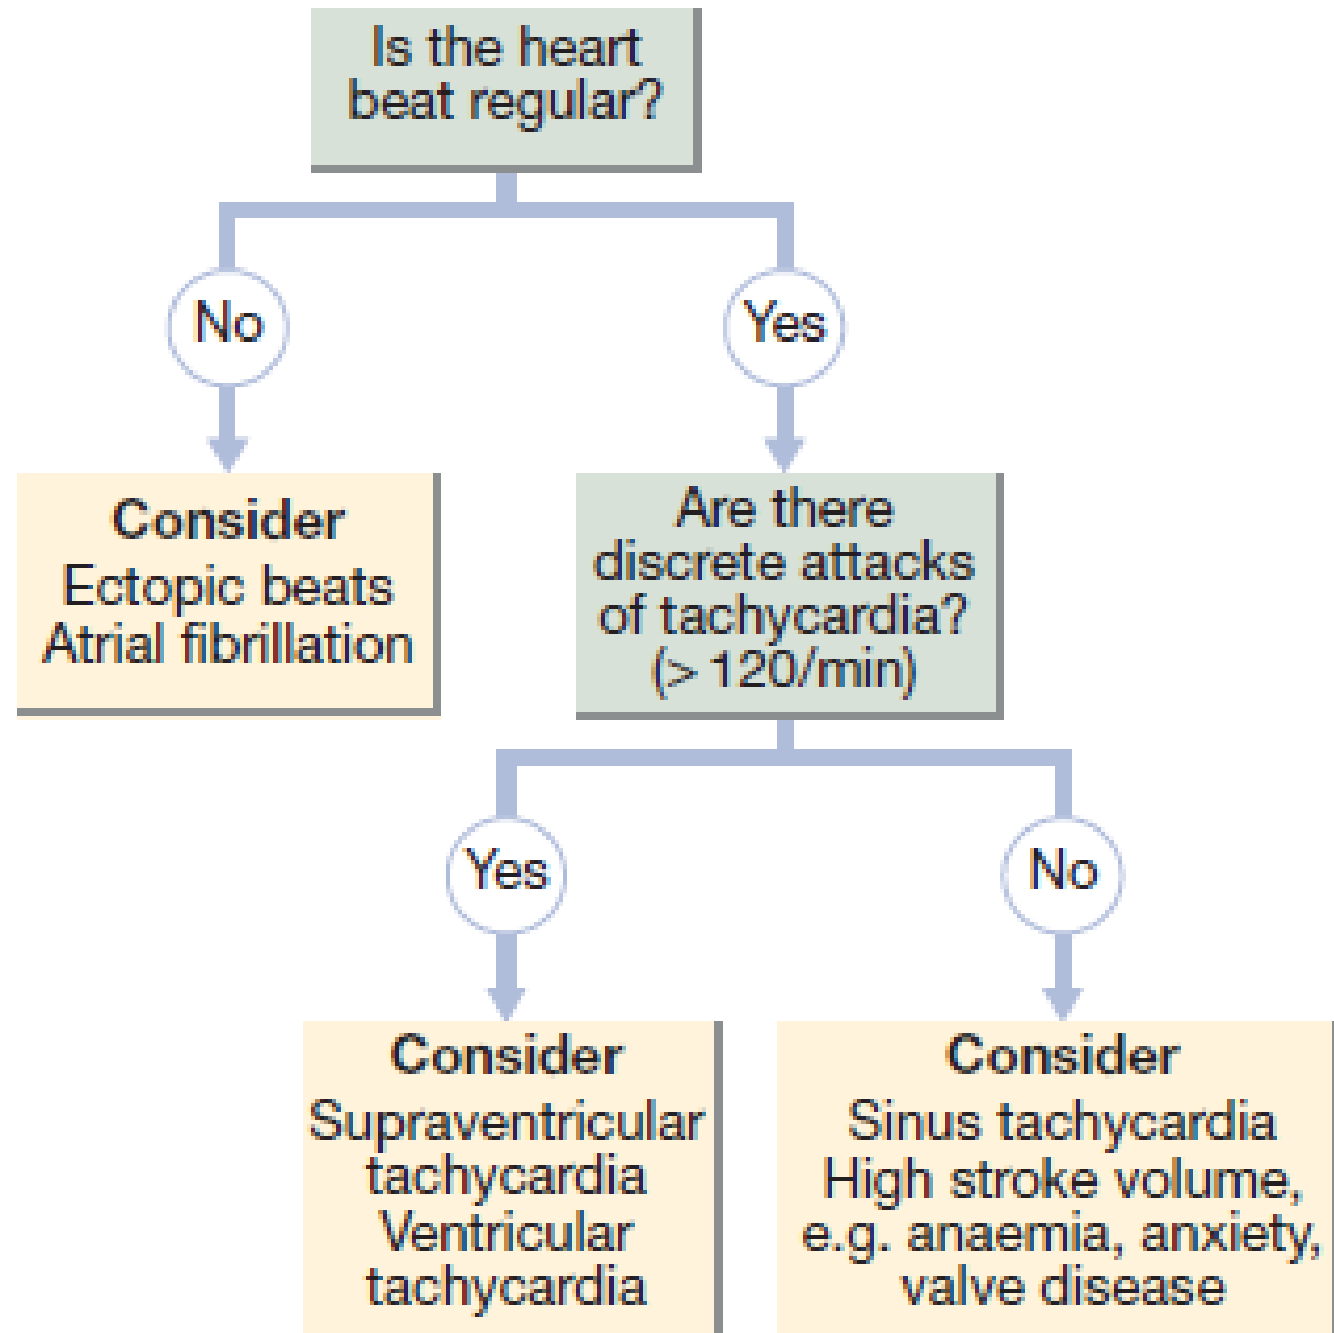 Is the heart
beat regular?
No
Yes
Consider
Ectopic beats
Atrial fibrillation
Are there
discrete attacks
of tachycardia?
(> 120/min)
Yes
No
Consider
Supraventricular
tachycardia
Ventricular
tachycardia
Consider
Sinus tachycardia
High stroke volume,
e.g. anaemia, anxiety,
valve disease